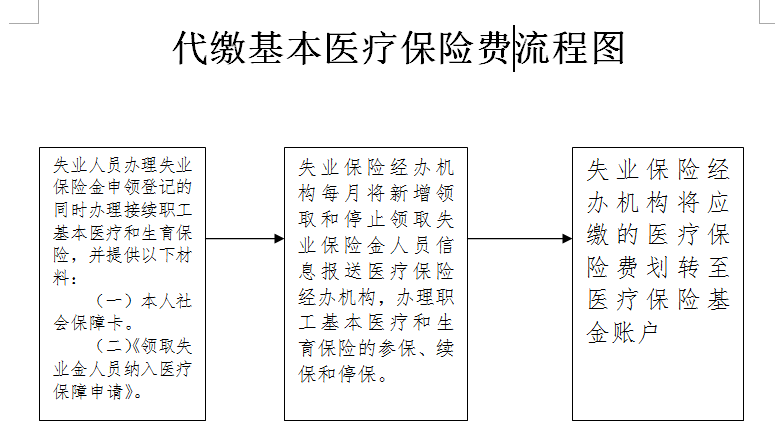 代缴基本医疗保险费流程图
失业人员办理失业
保险金申领登记的
同时办理接续职工
基本医疗和生育保
险，并提供以下材
料：
（一）本人社
会保障卡。
（二）《领取失
业金人员纳入医疗
保障申请》。
失业保险经办机
构每月将新增领
取和停止领取失
业保险金人员信
息报送医疗保险
经办机构，办理职
工基本医疗和生
育保险的参保、续
保和停保。
失业保险经
办机构将应
缴的医疗保
险费划转至
医疗保险基
金账户